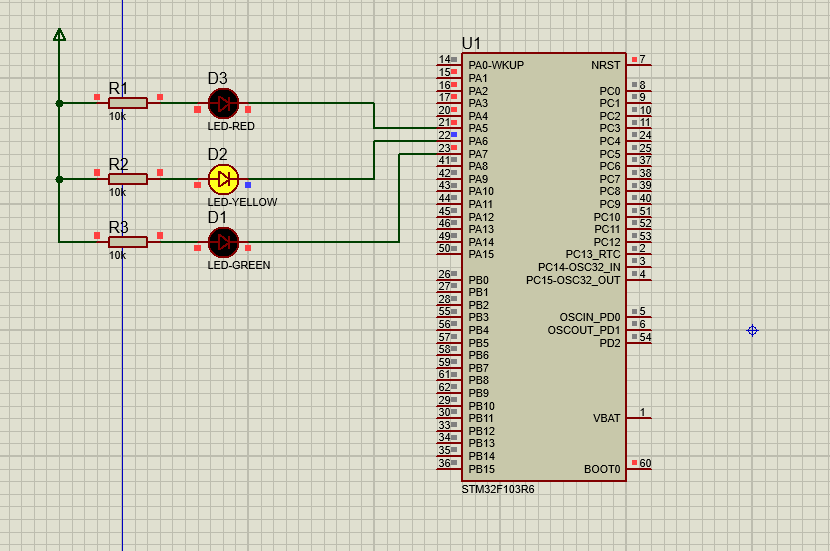 U1
R1
10k
D3
LED-RED
R2
10k
D2
LED-YELLOW
R3
10k
D1
LED-GREEN
14 PA0-WKUP
15 PA1
16 PA2
17 PA3
20 PA4
21 PA5
22 PA6
23 PA7
41 PA8
42 PA9
43 PA10
44 PA11
45 PA12
46 PA13
49 PA14
50 PA15
26 PB0
27 PB1
28 PB2
55 PB3
56 PB4
57 PB5
58 PB6
59 PB7
61 PB8
62 PB9
29 PB10
30 PB11
33 PB12
34 PB13
35 PB14
36 PB15
NRST 7
PC0 8
PC1 9
PC2 10
PC3 11
PC4 24
PC5 25
PC6 37
PC7 38
PC8 39
PC9 40
PC10 51
PC11 52
PC12 53
PC13_RTC 2
PC14-OSC32_IN 3
PC15-OSC32_OUT 4
OSCIN_PD0 5
OSCOUT_PD1 6
PD2 54
VBAT 1
BOOT0 60
STM32F103R6